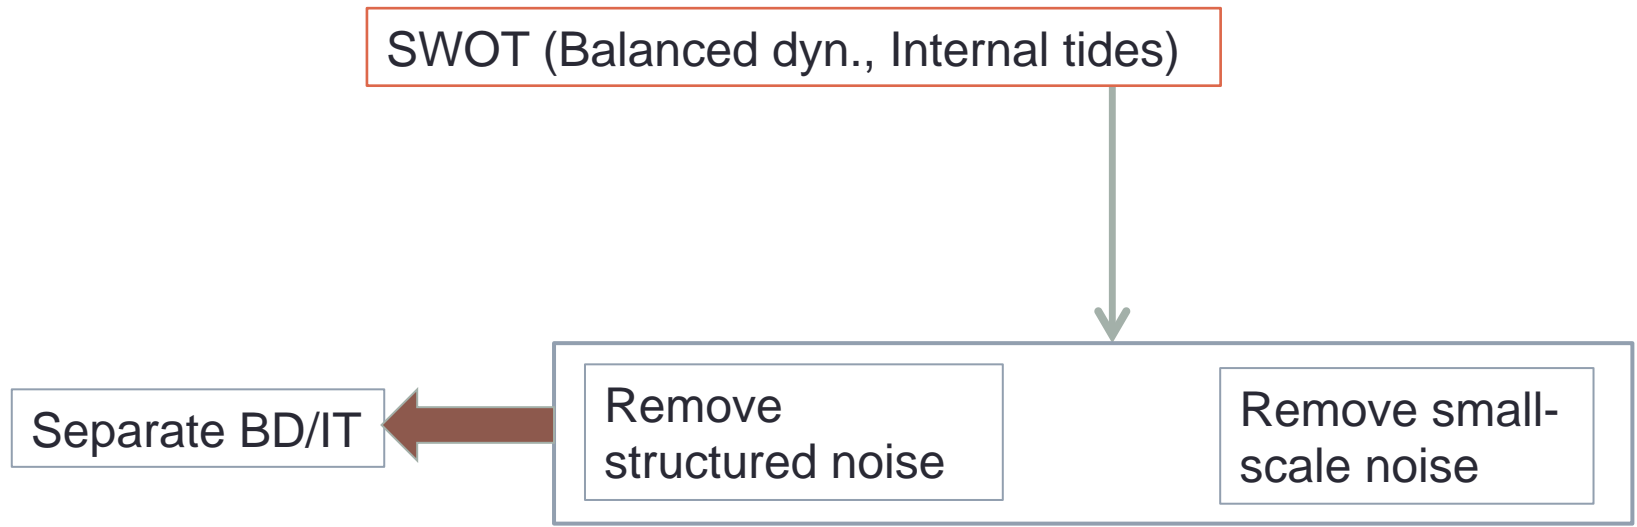 SWOT (Balanced dyn., Internal tides)
Separate BD/IT
Remove
structured noise
Remove small-
scale noise